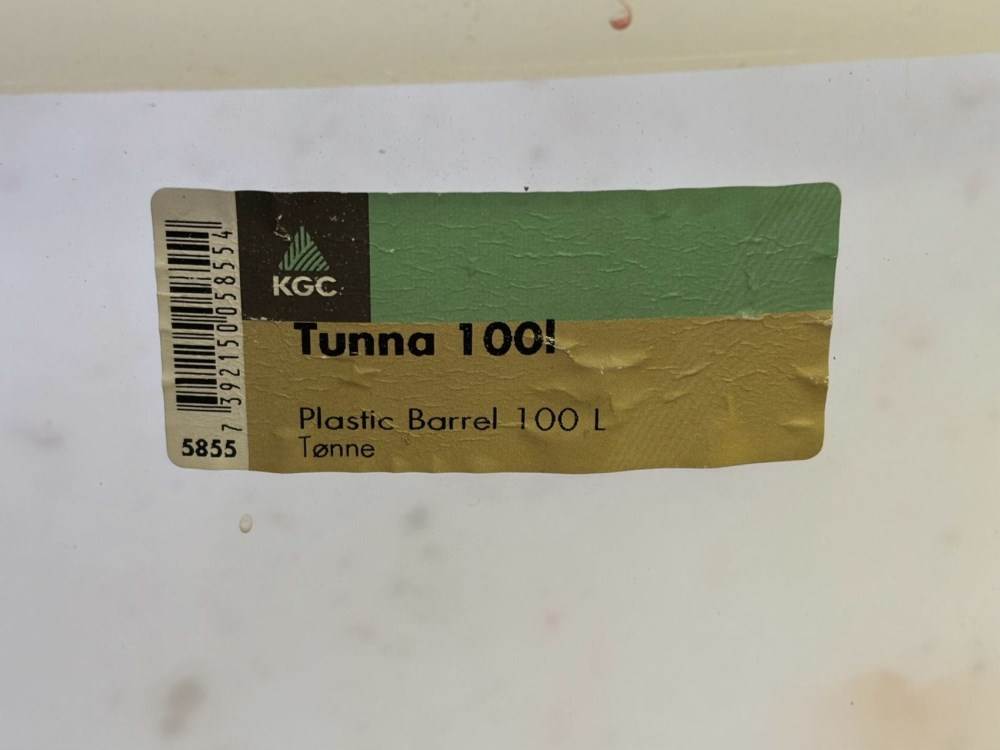 KGC
Tunna 100l
Plastic Barrel 100 L
Tønne
5855
7 392150 058554